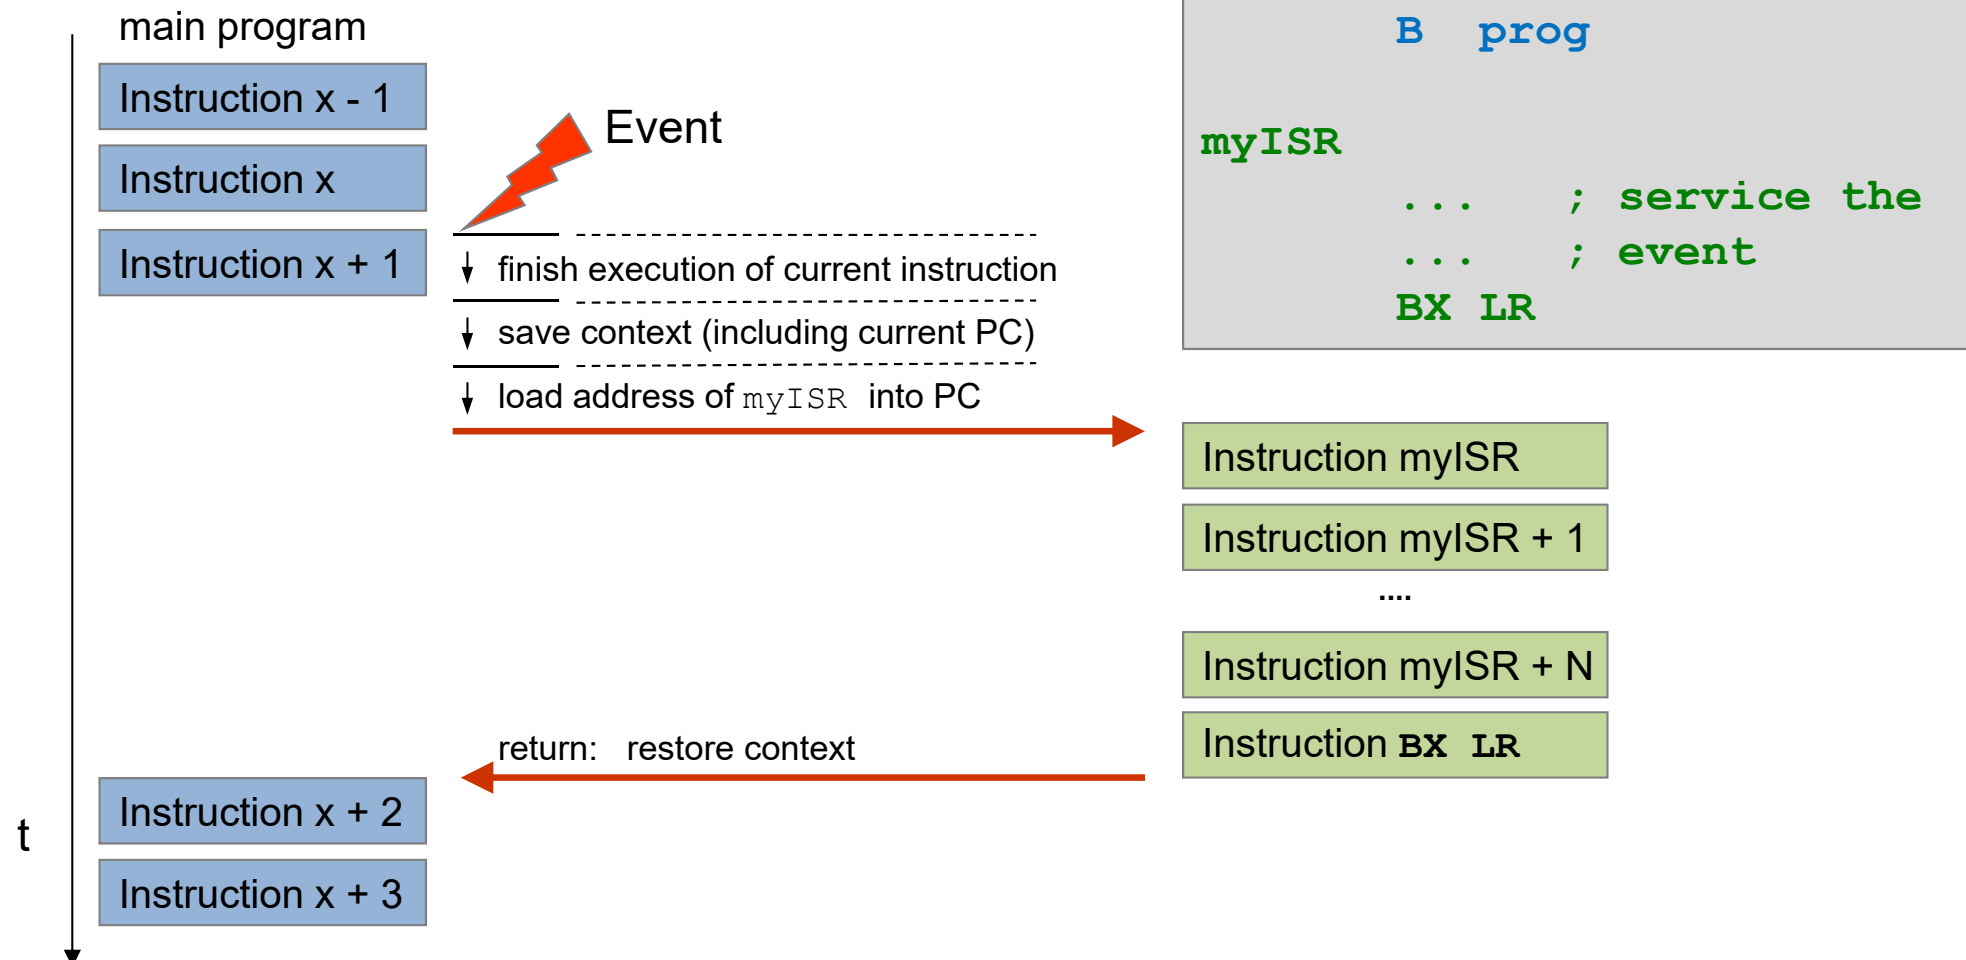 main program
Instruction x - 1
Instruction x
Instruction x + 1
Event
finish execution of current instruction
save context (including current PC)
load address of myISR into PC
B prog
myISR
... ; service the
... ; event
BX LR
Instruction myISR
Instruction myISR + 1
....
Instruction myISR + N
Instruction BX LR
return: restore context
Instruction x + 2
t
Instruction x + 3